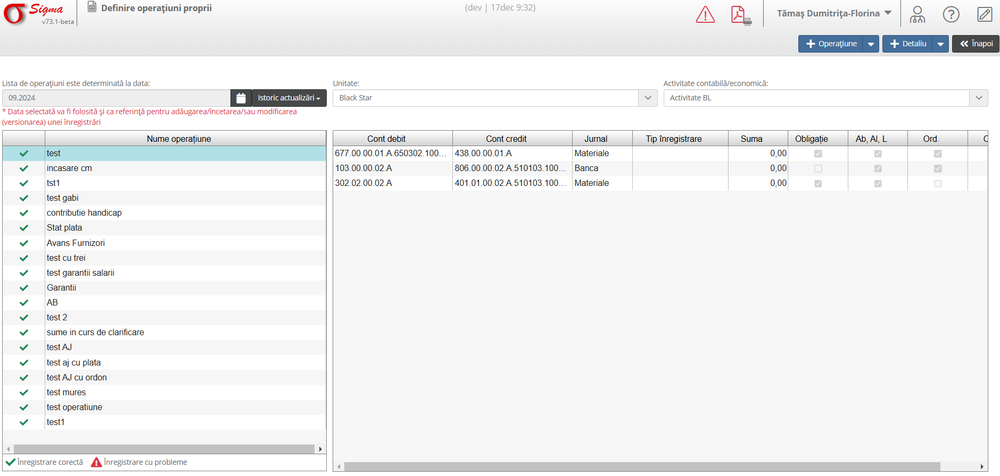 Sigma
v73.1-beta
Definire operaţiuni proprii
(dev | 17dec 9:32)
Tămaş Dumitriţa-Florina
Operaţiune
Detaliu
Înapoi
Lista de operaţiuni este determinată la data:
09.2024
Istoric actualizări
* Data selectată va fi folosită şi ca referinţă pentru adăugarea/încetarea/sau modificarea
(versionarea) unei înregistrări
Unitate:
Black Star
Activitate contabilă/economică:
Activitate BL
Nume operațiune
test
incasare cm
tst1
test gabi
contributie handicap
Stat plata
Avans Furnizori
test cu trei
test garantii salarii
Garantii
AB
test 2
sume in curs de clarificare
test AJ
test aj cu plata
test AJ cu ordon
test mures
test operatiune
test1
Înregistrare corectă
Înregistrare cu probleme
Cont debit Cont credit Jurnal Tip înregistrare Suma Obligație Ab, Al, L Ord.
677.00.00.01.A.650302.100... 438.00.00.01.A Materiale 0,00
103.00.00.02.A 806.00.00.02.A.510103.100... Banca 0,00
302.02.00.02.A 401.01.00.02.A.510103.100... Materiale 0,00